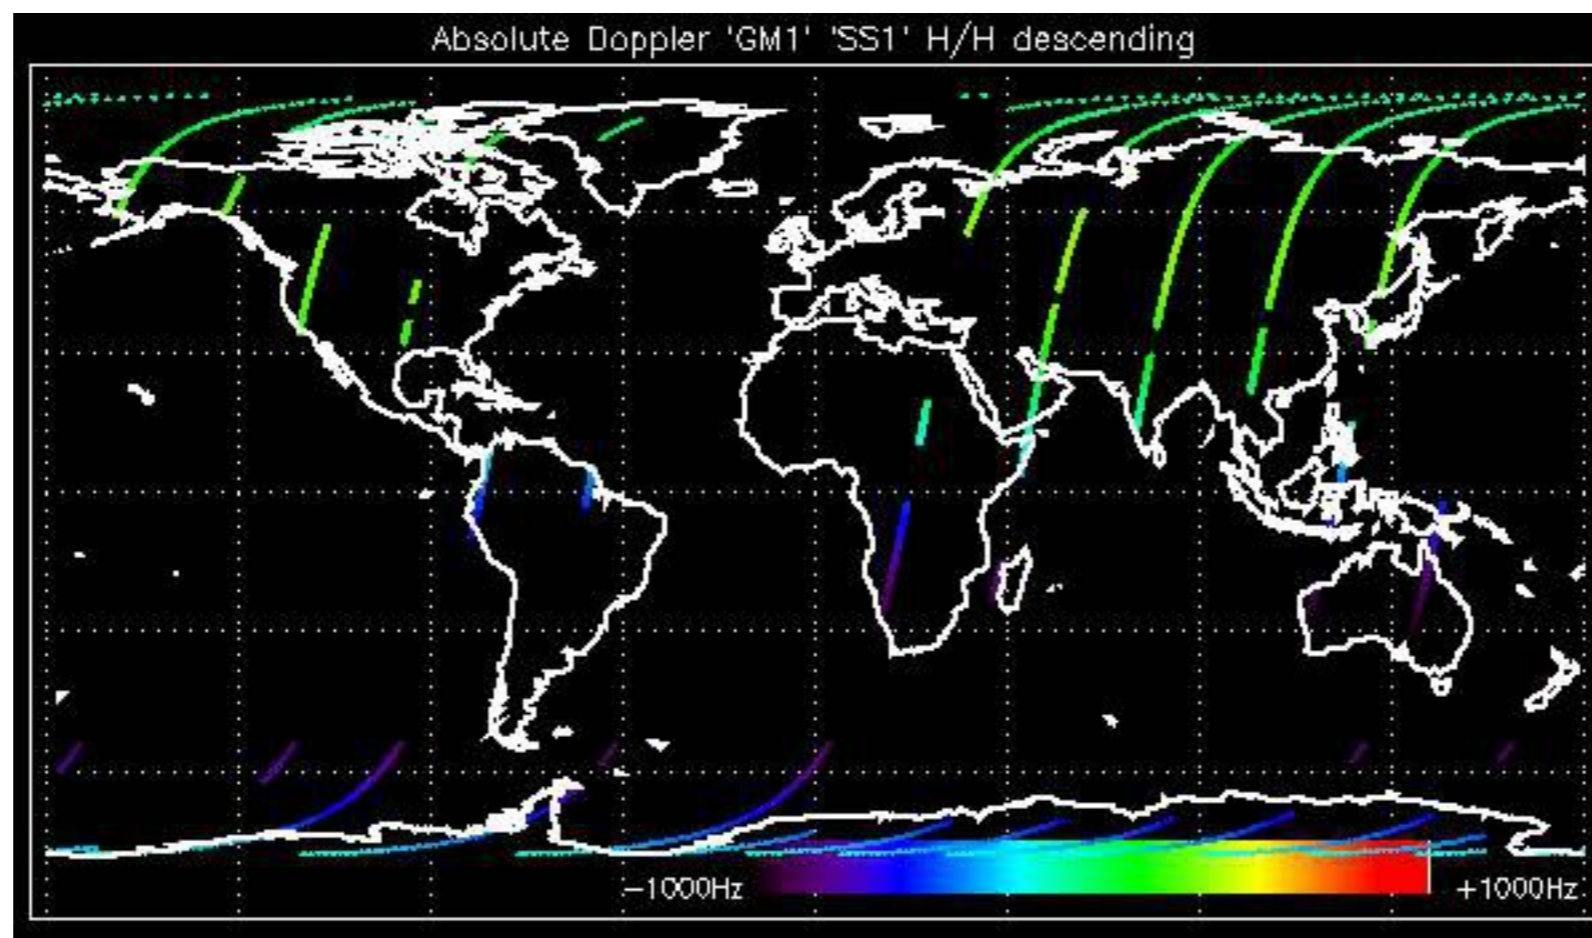 Absolute Doppler 'GM1' 'SS1' H/H descending
-1000Hz
+1000Hz